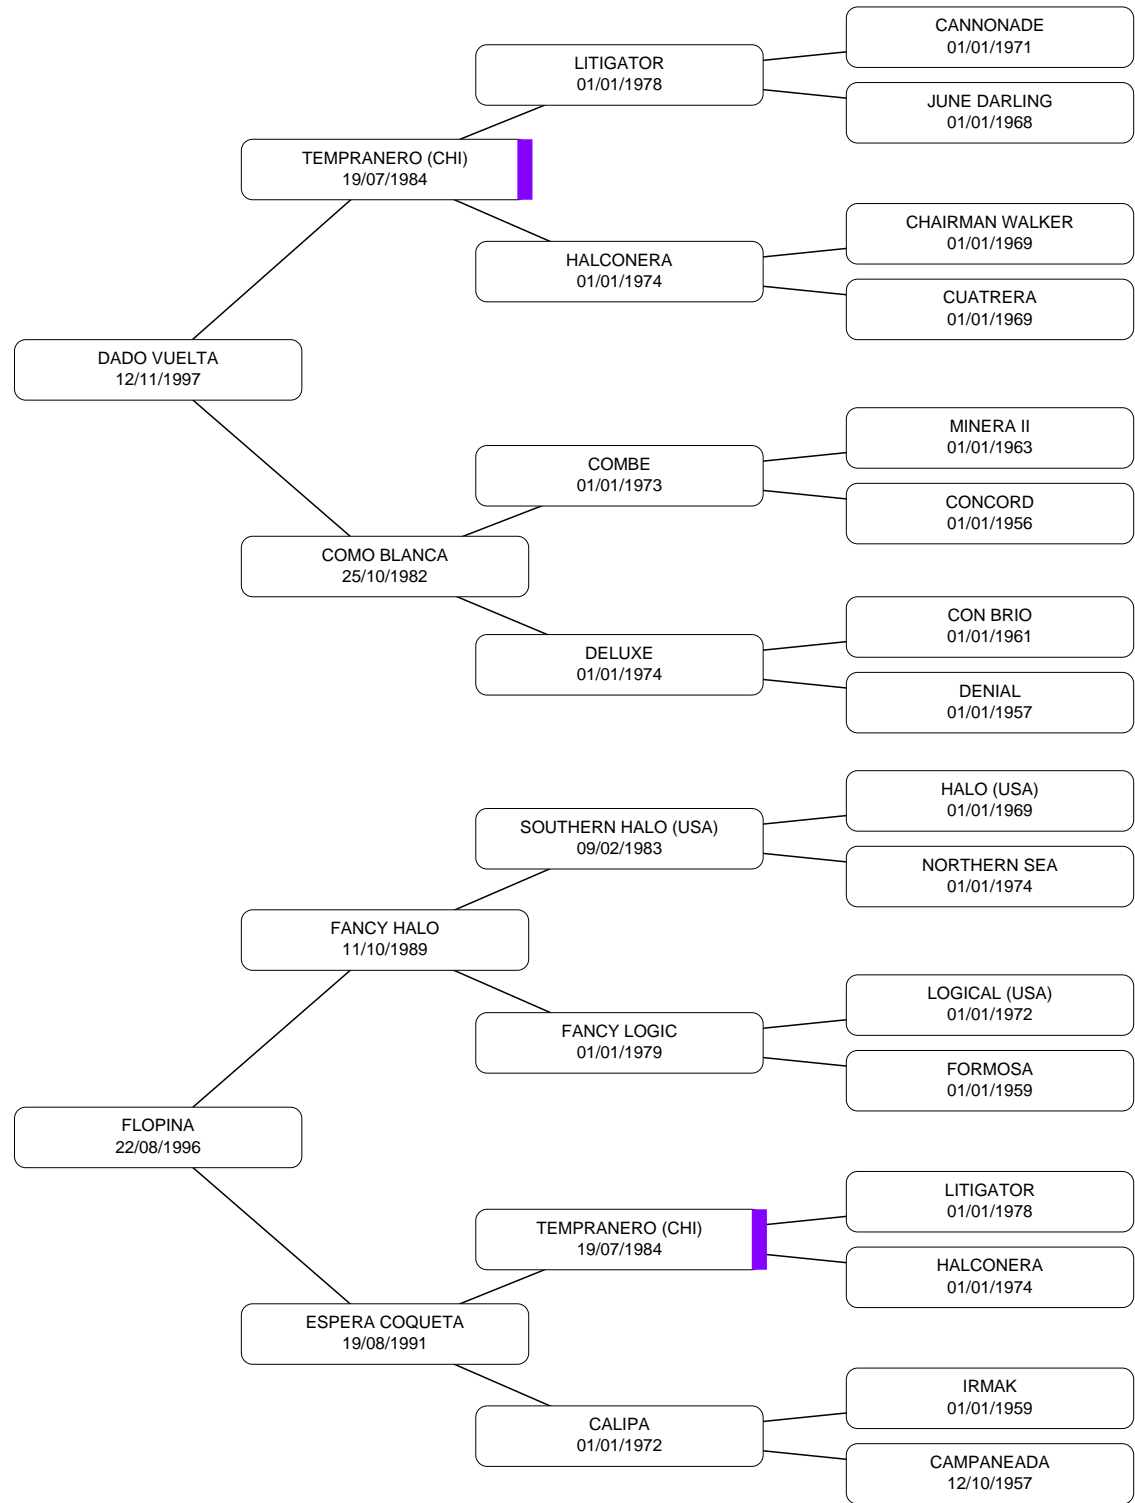 CANNONADE
01/01/1971
LITIGATOR
01/01/1978
JUNE DARLING
01/01/1968
TEMPRANERO (CHI)
19/07/1984
CHAIRMAN WALKER
01/01/1969
HALCONERA
01/01/1974
CUATRERA
01/01/1969
DADO VUELTA
12/11/1997
MINERA II
01/01/1963
COMBE
01/01/1973
CONCORD
01/01/1956
COMO BLANCA
25/10/1982
CON BRIO
01/01/1961
DELUXE
01/01/1974
DENIAL
01/01/1957
HALO (USA)
01/01/1969
SOUTHERN HALO (USA)
09/02/1983
NORTHERN SEA
01/01/1974
FANCY HALO
11/10/1989
LOGICAL (USA)
01/01/1972
FANCY LOGIC
01/01/1979
FORMOSA
01/01/1959
FLOPINA
22/08/1996
LITIGATOR
01/01/1978
TEMPRANERO (CHI)
19/07/1984
HALCONERA
01/01/1974
ESPERA COQUETA
19/08/1991
IRMAK
01/01/1959
CALIPA
01/01/1972
CAMPANEADA
12/10/1957